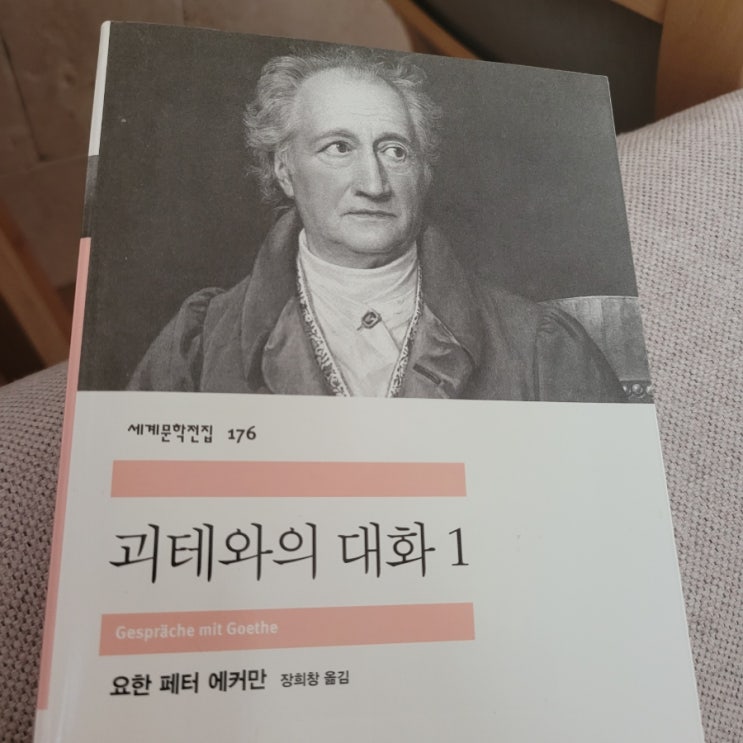 세계문학전집 176
괴테와의 대화 1
Gespräche mit Goethe
요한 페터 에커만 장희창 옮김